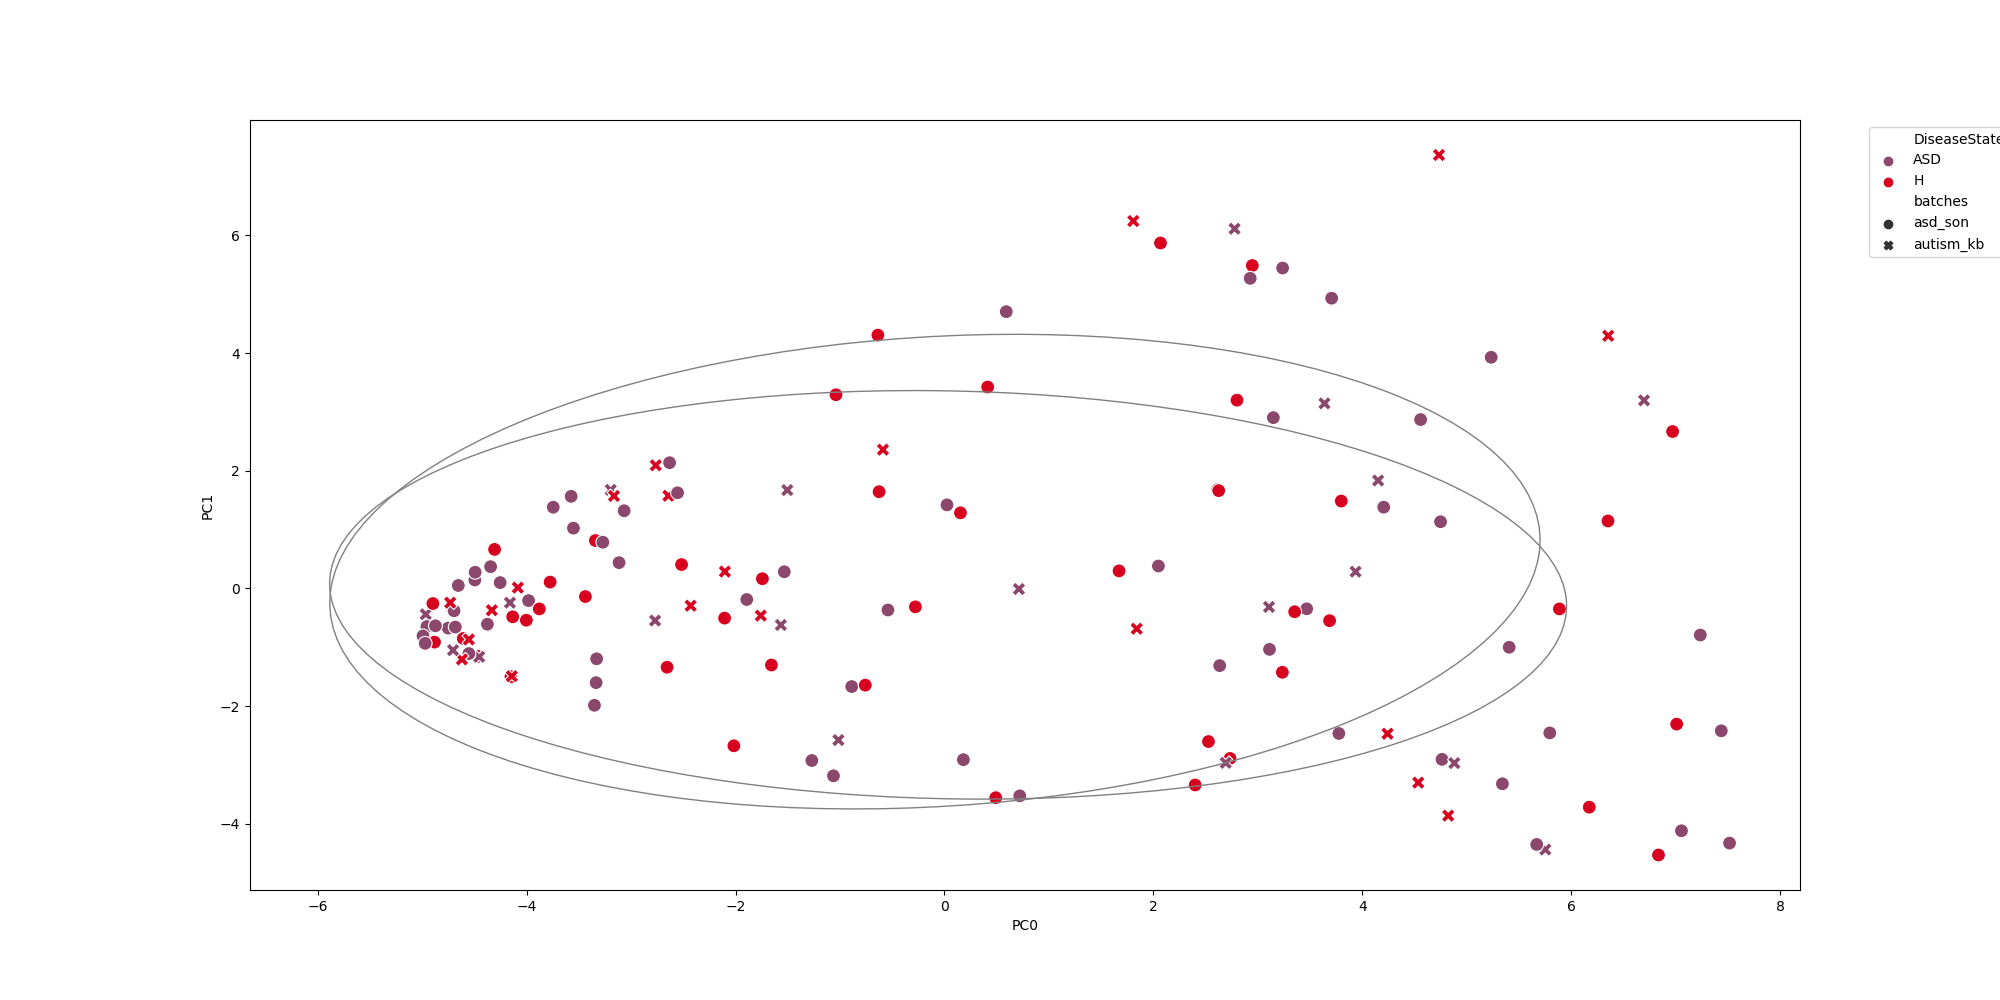 DiseaseState
ASD
H
batches
asd_son
autism_kb
6
4
2
0
−2
−4
PC1
−6 −4 −2 0 2 4 6 8
PC0